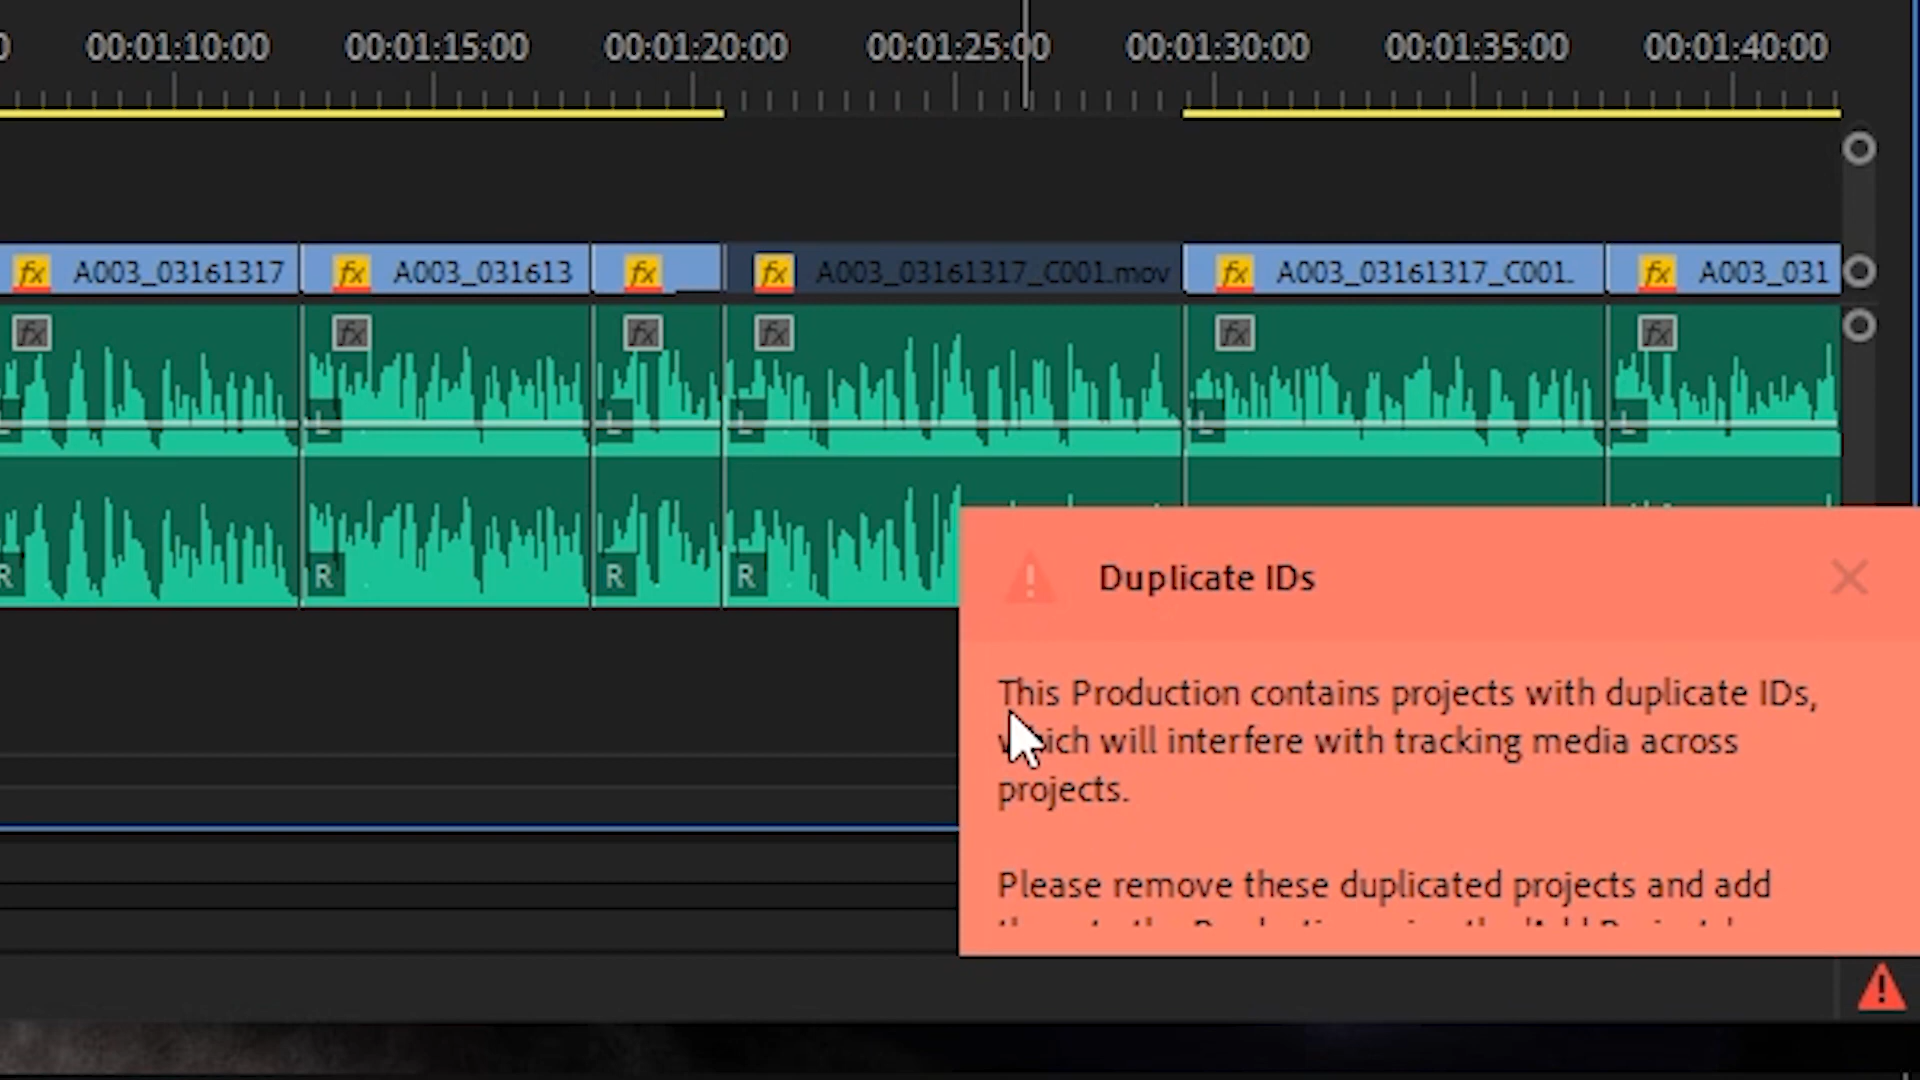 00:01:10:00 00:01:15:00 00:01:20:00 00:01:25:00 00:01:30:00 00:01:35:00 00:01:40:00
fx A003_03161317 fx A003_031613 fx fx A003_03161317_C001.mov fx A003_03161317_C001. fx A003_031
fx fx fx fx fx fx
L L L L L L
R R R R
Duplicate IDs
This Production contains projects with duplicate IDs,
which will interfere with tracking media across
projects.
Please remove these duplicated projects and add